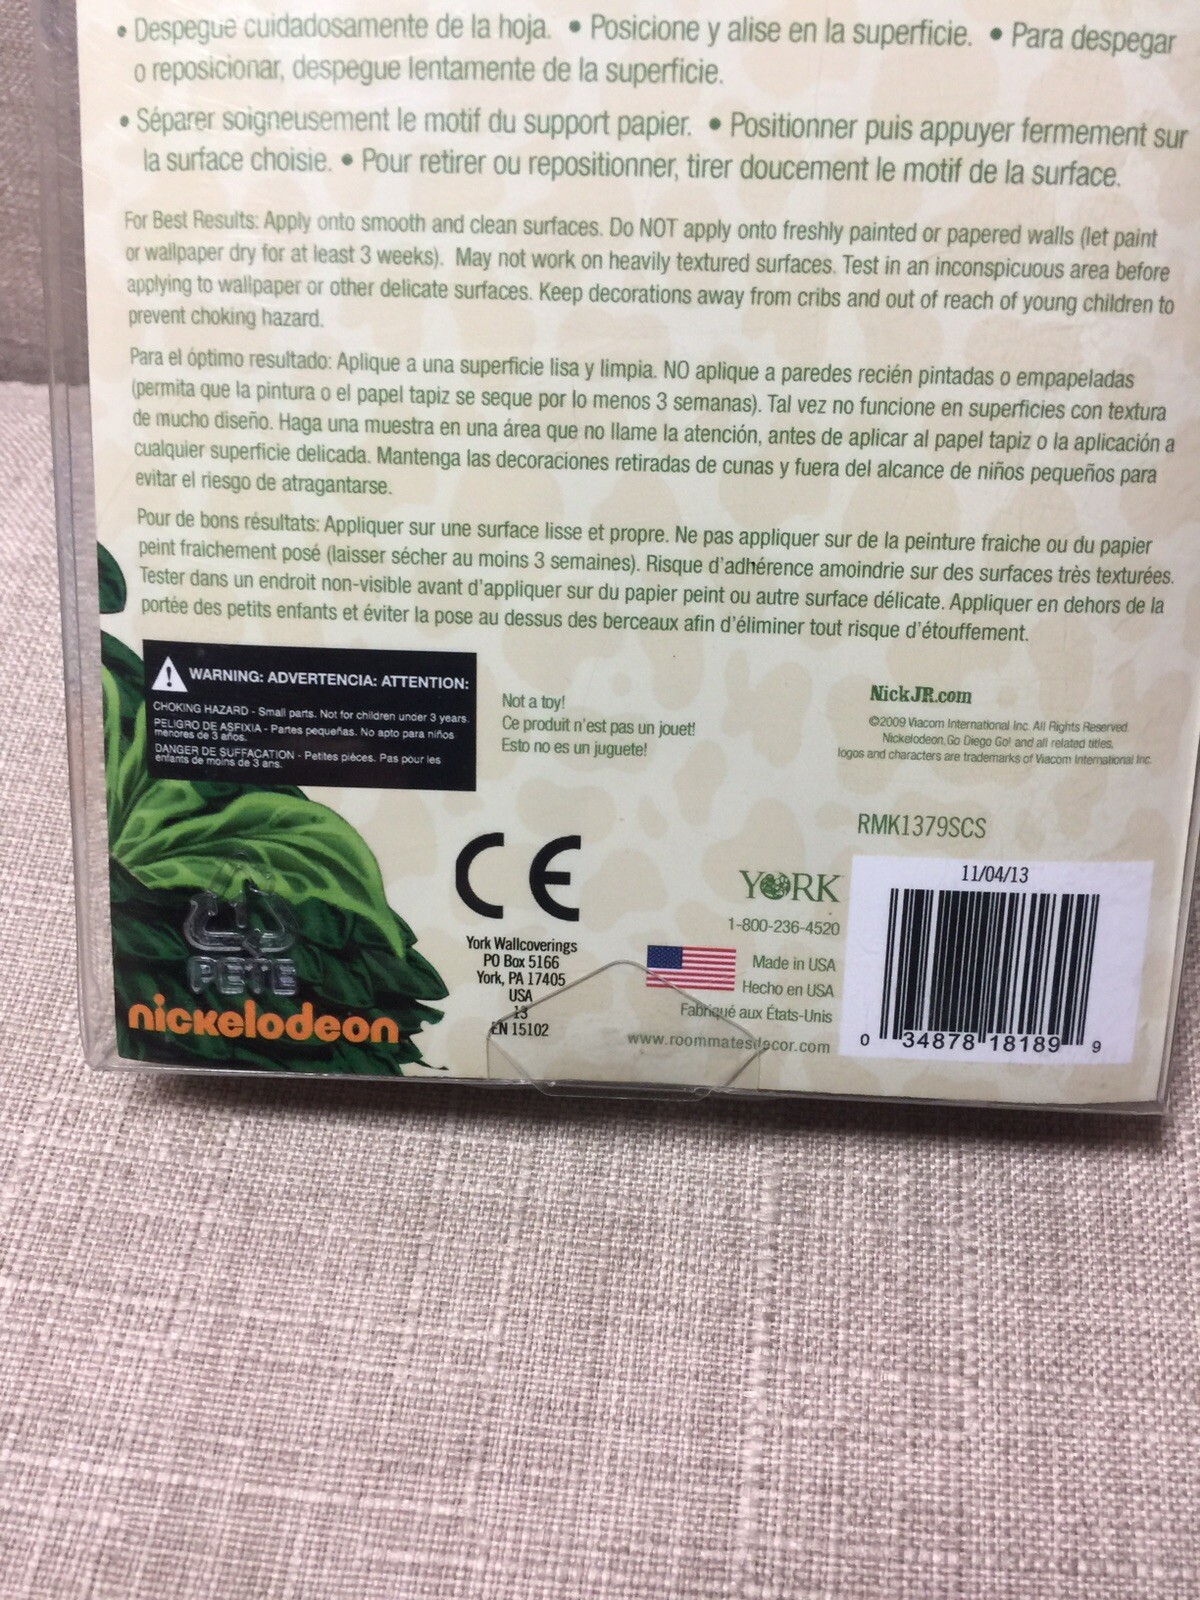 • Despegue cuidadosamente de la hoja. • Posicione y alise en la superficie. • Para despegar
o reposicionar, despegue lentamente de la superficie.
• Séparer soigneusement le motif du support papier. • Positionner puis appuyer fermement sur
la surface choisie. • Pour retirer ou repositionner, tirer doucement le motif de la surface.
For Best Results: Apply onto smooth and clean surfaces. Do NOT apply onto freshly painted or papered walls (let paint
or wallpaper dry for at least 3 weeks). May not work on heavily textured surfaces. Test in an inconspicuous area before
applying to wallpaper or other delicate surfaces. Keep decorations away from cribs and out of reach of young children to
prevent choking hazard.
Para el óptimo resultado: Aplique a una superficie lisa y limpia. NO aplique a paredes recién pintadas o empapeladas
(permita que la pintura o el papel tapiz se seque por lo menos 3 semanas). Tal vez no funcione en superficies con textura
de mucho diseño. Haga una muestra en una área que no llame la atención, antes de aplicar al papel tapiz o la aplicación a
cualquier superficie delicada. Mantenga las decoraciones retiradas de cunas y fuera del alcance de niños pequeños para
evitar el riesgo de atragantarse.
Pour de bons résultats: Appliquer sur une surface lisse et propre. Ne pas appliquer sur de la peinture fraiche ou du papier
peint fraichement posé (laisser sécher au moins 3 semaines). Risque d'adhérence amoindrie sur des surfaces très texturées.
Tester dans un endroit non-visible avant d'appliquer sur du papier peint ou autre surface délicate. Appliquer en dehors de la
portée des petits enfants et éviter la pose au dessus des berceaux afin d'éliminer tout risque d'étouffement.
WARNING: ADVERTENCIA: ATTENTION:
CHOKING HAZARD - Small parts. Not for children under 3 years.
PELIGRO DE ASFIXIA - Partes pequeñas. No apto para niños
menores de 3 años.
DANGER DE SUFFACATION - Petites pièces. Pas pour les
enfants de moins de 3 ans.
Not a toy!
Ce produit n'est pas un jouet!
Esto no es un juguete!
NickJR.com
©2009 Viacom International Inc. All Rights Reserved.
Nickelodeon, Go Diego Go! and all related titles,
logos and characters are trademarks of Viacom International Inc.
RMK1379SCS
1
PETE
nickelodeon
CE
York Wallcoverings
PO Box 5166
York, PA 17405
USA
13
EN 15102
YORK
1-800-236-4520
Made in USA
Hecho en USA
Fabriqué aux États-Unis
www.roommatesdecor.com
11/04/13
0 34878 18189 9